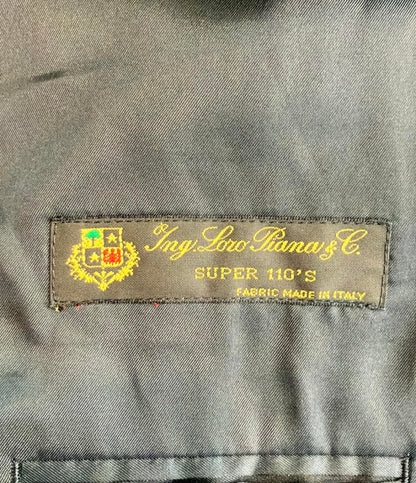 Ing. Loro Piana & C.
SUPER 110'S
FABRIC MADE IN ITALY